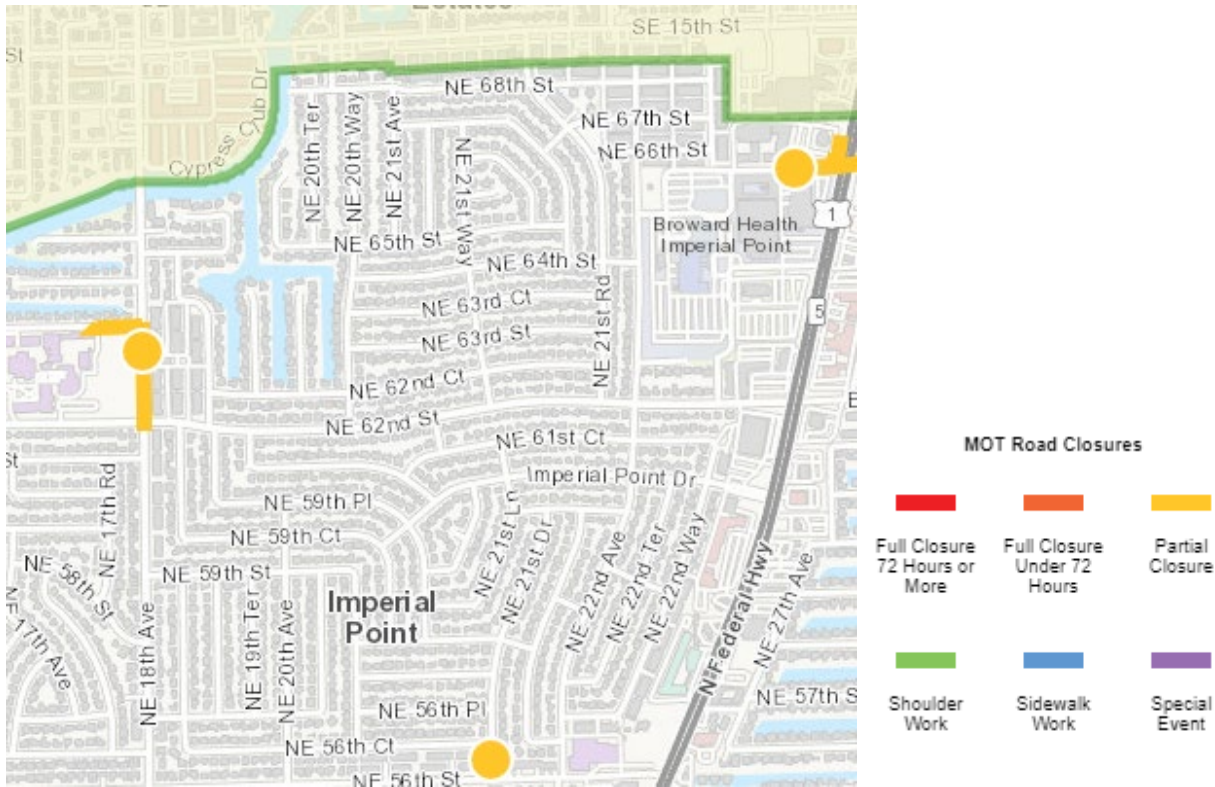 Estates
SE 15th St
St
Cypress Club Dr
NE 68th St
NE 67th St
NE 66th St
NE 20th Ter
NE 20th Way
NE 21st Ave
NE 21st Way
1
Broward Health
Imperial Point
NE 65th St
NE 64th St
NE 63rd Ct
NE 63rd St
NE 21st Rd
5
NE 62nd Ct
NE 62nd St
NE 61st Ct
Imperial Point Dr
St
NE 17th Rd
NE 59th Pl
NE 59th Ct
NE 59th St
NE 58th St
NE 17th Ave
NE 18th Ave
NE 19th Ter
NE 20th Ave
Imperial
Point
NE 21st Ln
NE 21st Dr
NE 22nd Ave
NE 22nd Ter
NE 22nd Way
N Federal Hwy
NE 27th Ave
NE 57th S
NE 56th Pl
NE 56th Ct
NE 56th St
E
MOT Road Closures
Full Closure
72 Hours or
More
Full Closure
Under 72
Hours
Partial
Closure
Shoulder
Work
Sidewalk
Work
Special
Event